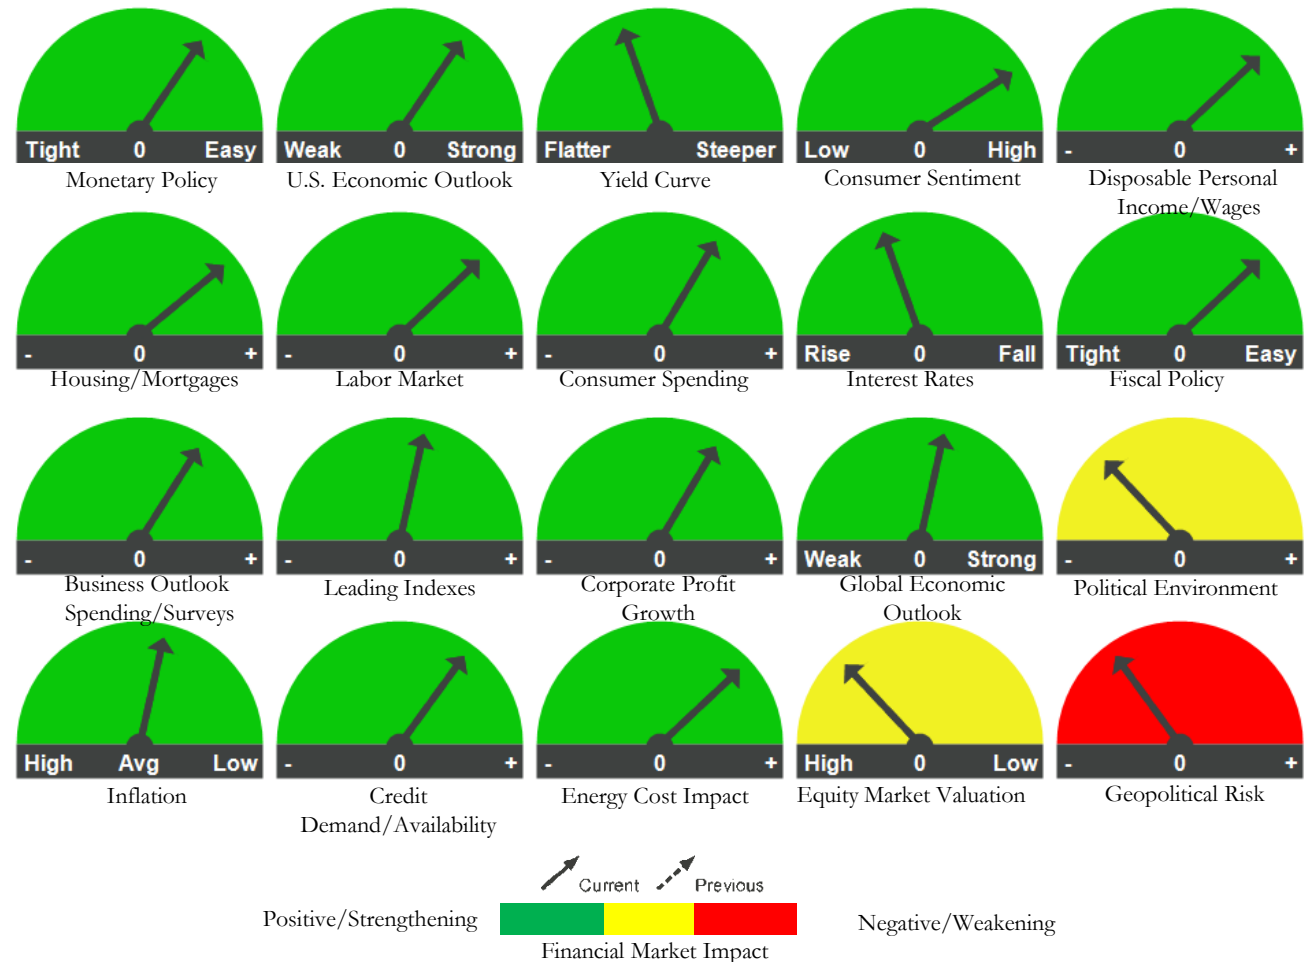 Tight 0 Easy
Monetary Policy
Weak 0 Strong
U.S. Economic Outlook
Flatter Steeper
Yield Curve
Low 0 High
Consumer Sentiment
- 0 +
Disposable Personal
Income/Wages
- 0 +
Housing/Mortgages
- 0 +
Labor Market
- 0 +
Consumer Spending
Rise 0 Fall
Interest Rates
Tight 0 Easy
Fiscal Policy
- 0 +
Business Outlook
Spending/Surveys
- 0 +
Leading Indexes
- 0 +
Corporate Profit
Growth
Weak 0 Strong
Global Economic
Outlook
- 0 +
Political Environment
High Avg Low
Inflation
- 0 +
Credit
Demand/Availability
- 0 +
Energy Cost Impact
High 0 Low
Equity Market Valuation
- 0 +
Geopolitical Risk
Current Previous
Positive/Strengthening Negative/Weakening
Financial Market Impact